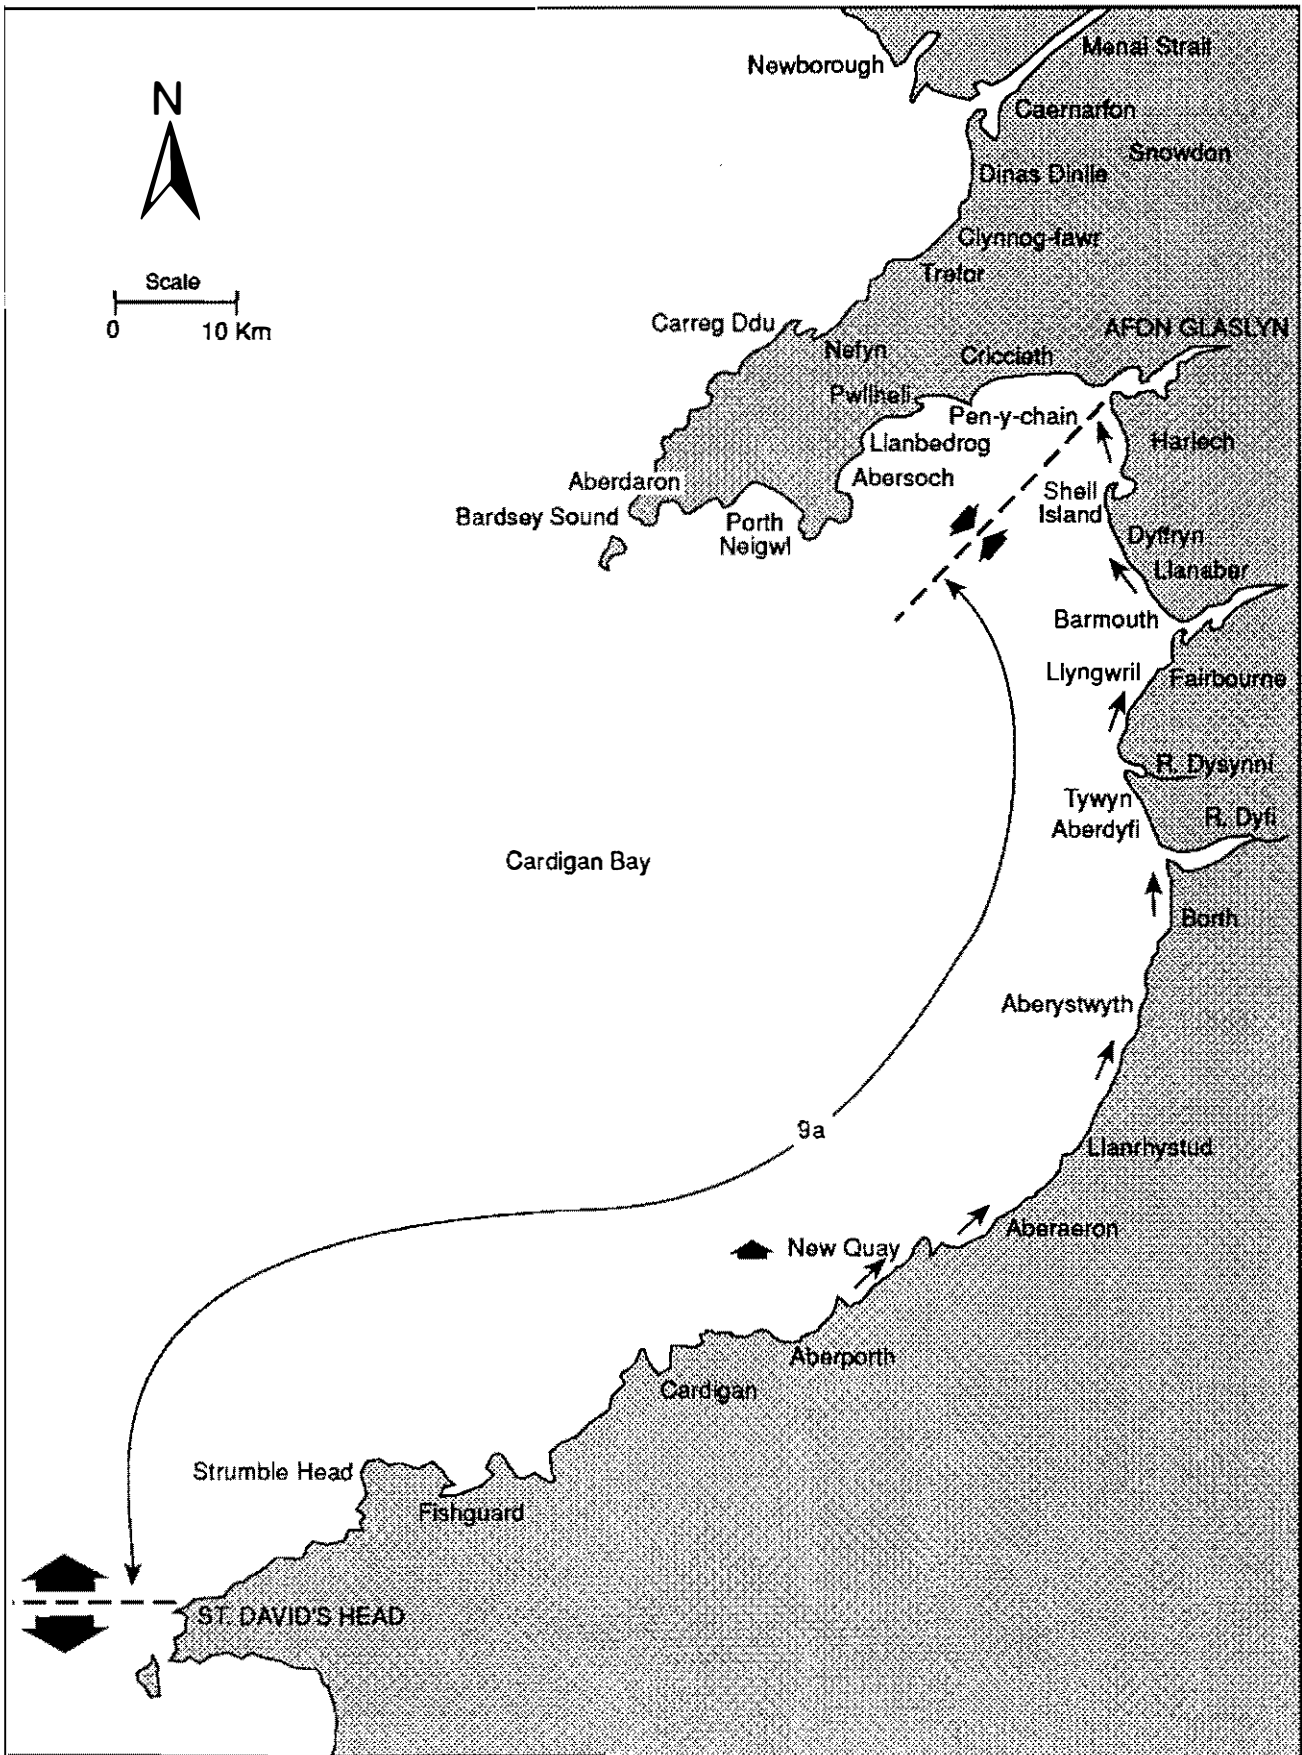 Menai Strait
Newborough
N
Caernarfon
Snowdon
Dinas Dinlle
Clynnog-fawr
Trefor
Scale
0 10 Km
Carreg Ddu
AFON GLASLYN
Nefyn
Criccieth
Pwllheli
Pen-y-chain
Llanbedrog
Harlech
Abersoch
Aberdaron
Shell
Island
Bardsey Sound
Porth
Neigwl
Dyffryn
Llanaber
Barmouth
Llyngwril
Fairbourne
R. Dysynni
Tywyn
Aberdyfi
R. Dyfi
Cardigan Bay
Borth
Aberystwyth
9a
Llanrhystud
New Quay
Aberaeron
Aberporth
Cardigan
Strumble Head
Fishguard
ST. DAVID'S HEAD